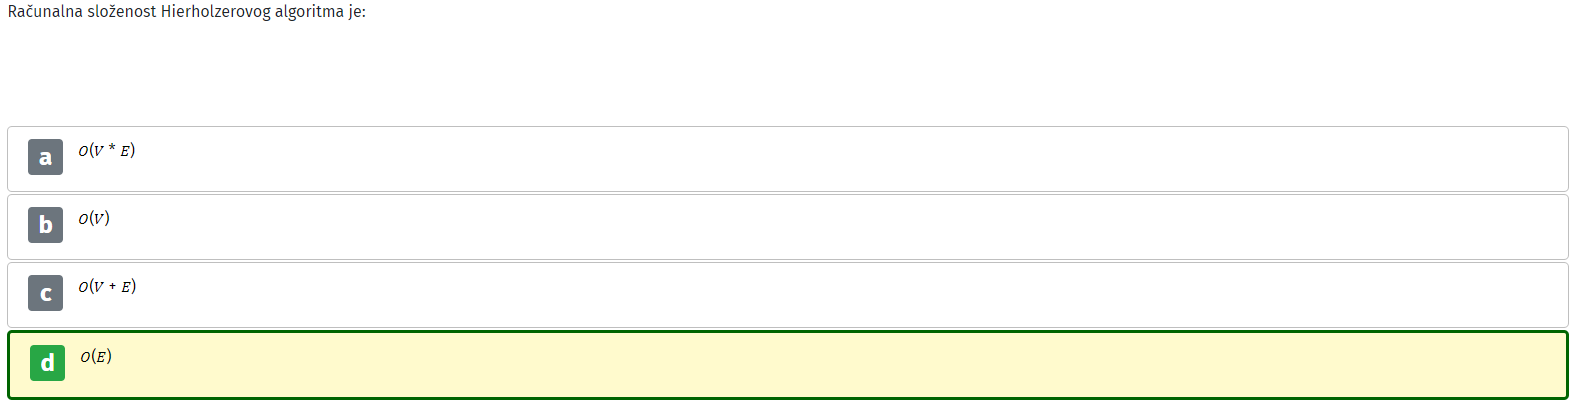 Računalna složenost Hierholzerovog algoritma je:
a O(V * E)
b O(V)
c O(V + E)
d O(E)